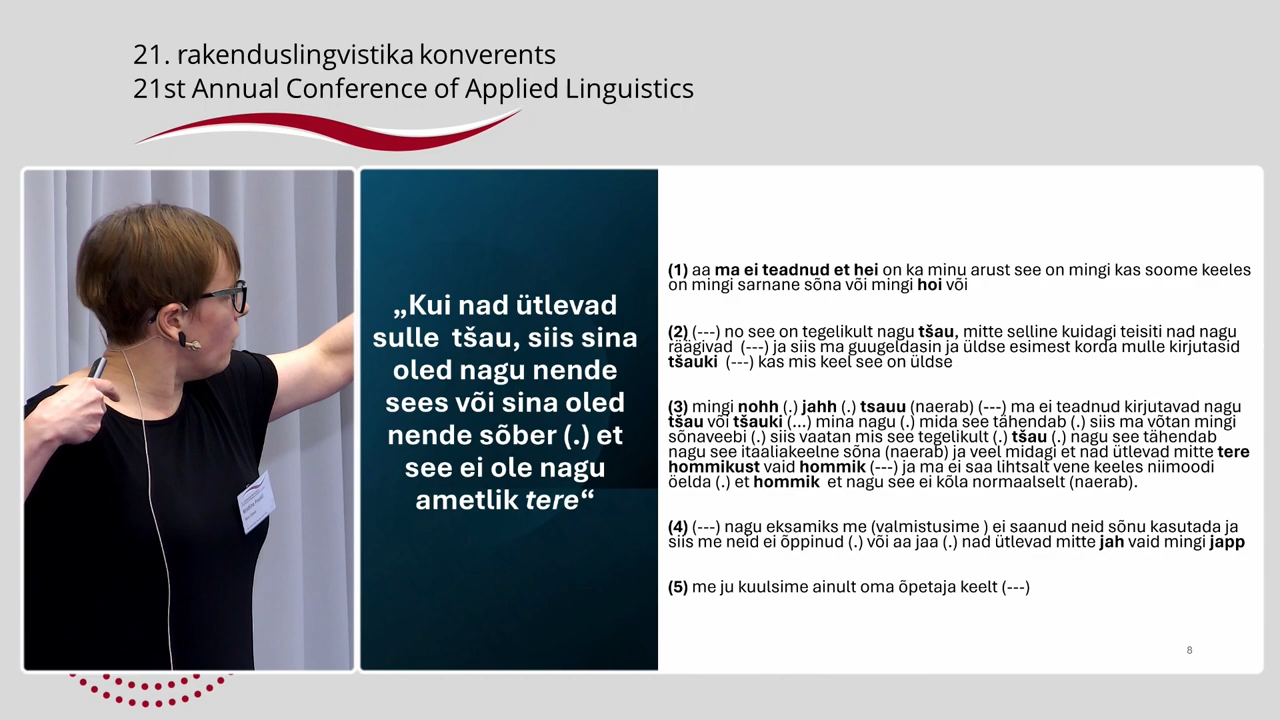 21. rakenduslingvistika konverents
21st Annual Conference of Applied Linguistics
„Kui nad ütlevad
sulle tšau, siis sina
oled nagu nende
sees või sina oled
nende sõber (.) et
see ei ole nagu
ametlik tere“
(1) aa ma ei teadnud et hei on ka minu arust see on mingi kas soome keeles
on mingi sarnane sõna või mingi hoi või
(2) (---) no see on tegelikult nagu tšau, mitte selline kuidagi teisiti nad nagu
räägivad (---) ja siis ma guugeldasin ja üldse esimest korda mulle kirjutasid
tšauki (---) kas mis keel see on üldse
(3) mingi nohh (.) jahh (.) tsauu (naerab) (---) ma ei teadnud kirjutavad nagu
tšau või tšauki (...) mina nagu (.) mida see tähendab (.) siis ma võtan mingi
sõnaveebi (.) siis vaatan mis see tegelikult (.) tšau (.) nagu see tähendab
nagu see itaaliakeelne sõna (naerab) ja veel midagi et nad ütlevad mitte tere
hommikust vaid hommik (---) ja ma ei saa lihtsalt vene keeles niimoodi
öelda (.) et hommik et nagu see ei kõla normaalselt (naerab).
(4) (---) nagu eksamiks me (valmistusime ) ei saanud neid sõnu kasutada ja
siis me neid ei õppinud (.) või aa jaa (.) nad ütlevad mitte jah vaid mingi japp
(5) me ju kuulsime ainult oma õpetaja keelt (---)
8